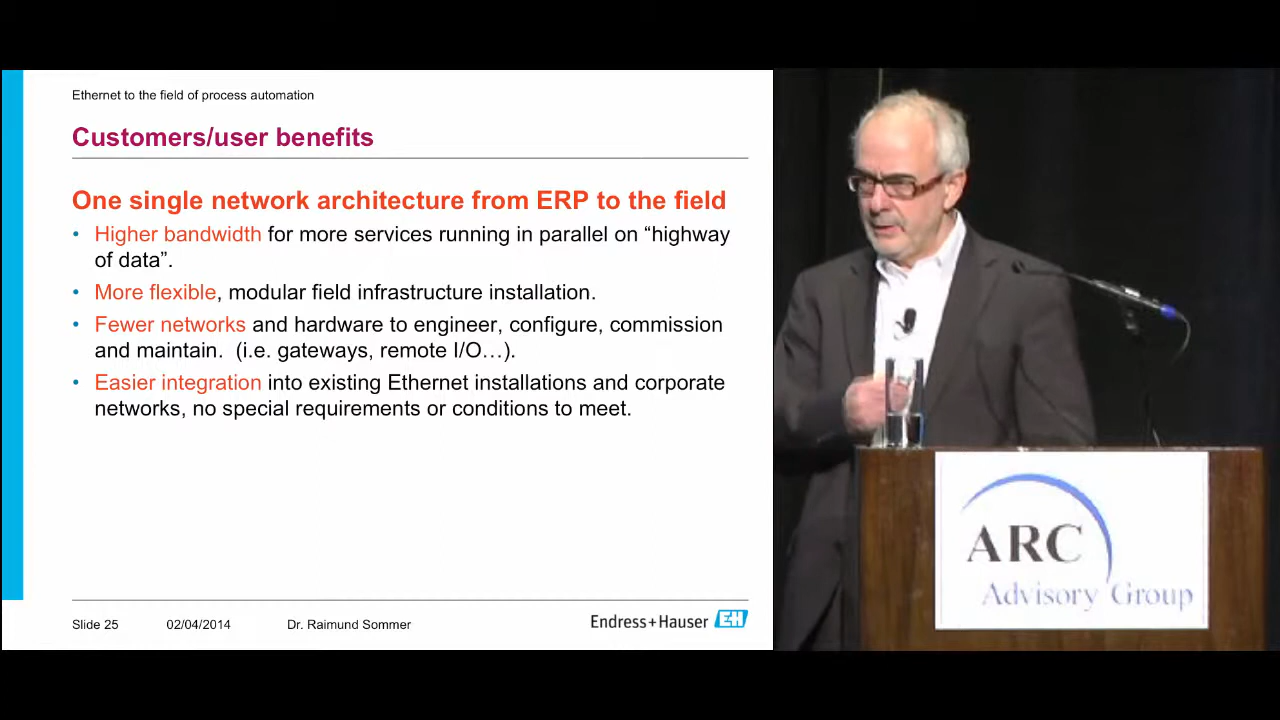 Ethernet to the field of process automation
Customers/user benefits
One single network architecture from ERP to the field
• Higher bandwidth for more services running in parallel on “highway
of data”.
• More flexible, modular field infrastructure installation.
• Fewer networks and hardware to engineer, configure, commission
and maintain.  (i.e. gateways, remote I/O…).
• Easier integration into existing Ethernet installations and corporate
networks, no special requirements or conditions to meet.
Slide 25
02/04/2014
Dr. Raimund Sommer
Endress+Hauser EH
ARC
Advisory Group